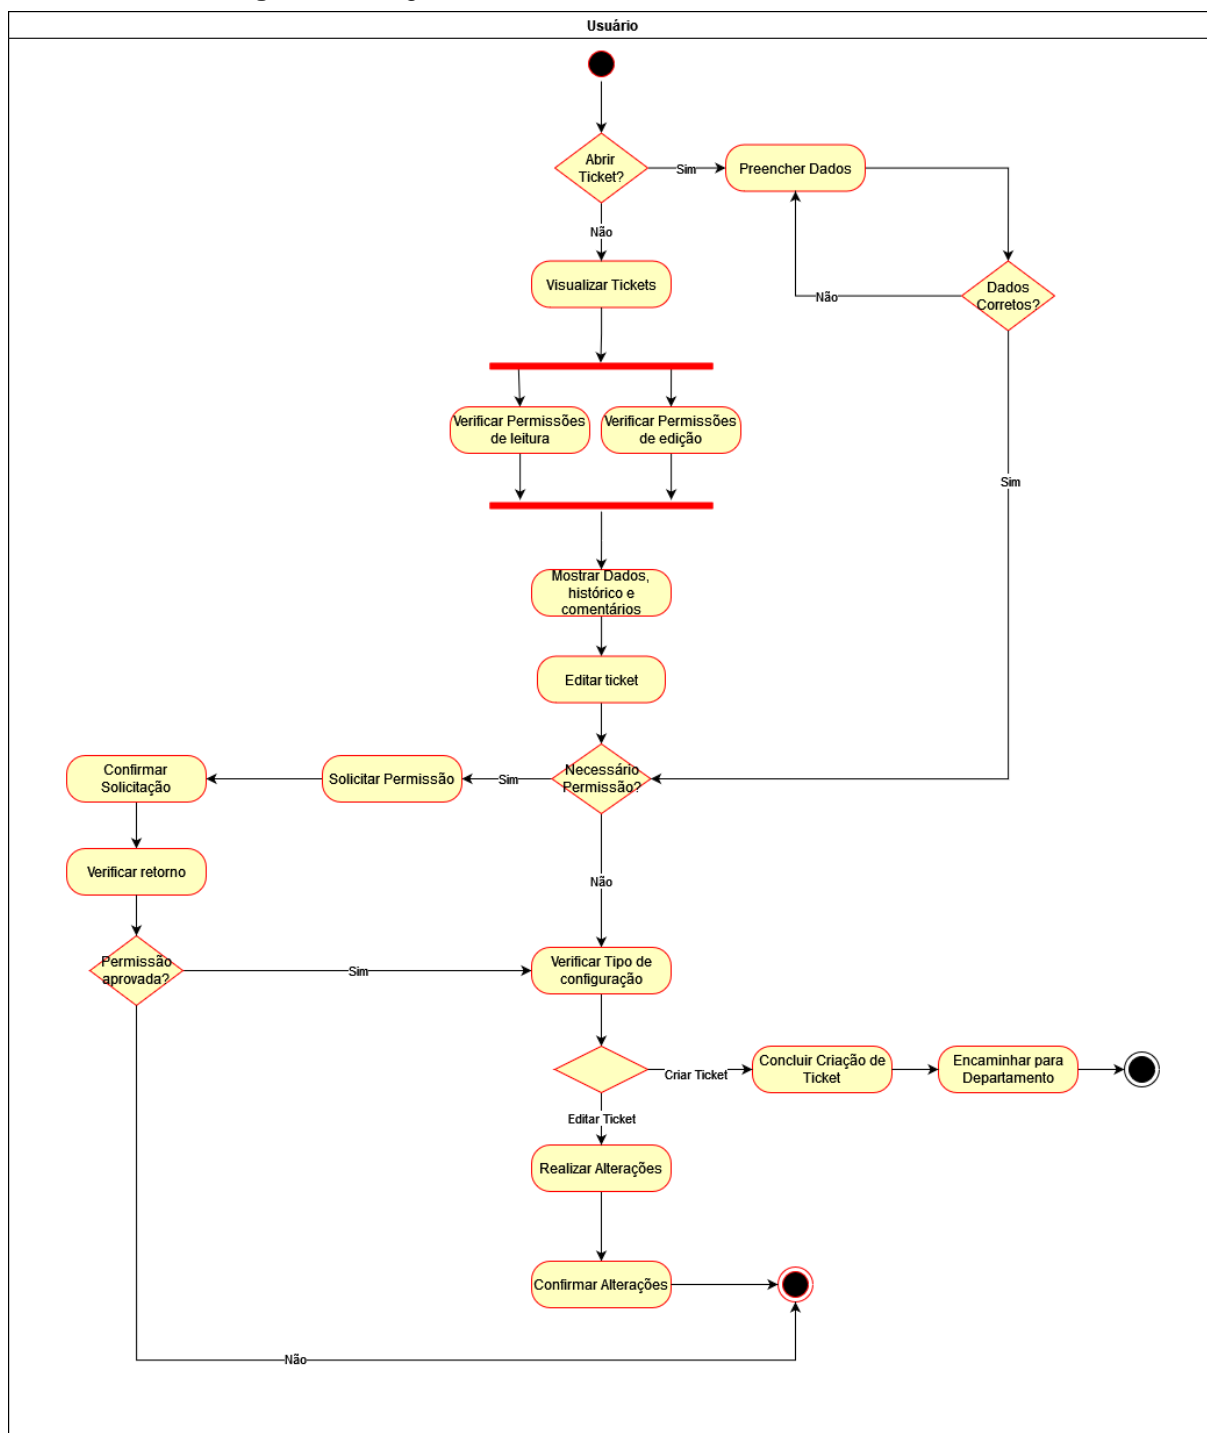 Usuário
Abrir
Ticket?
Sim
Preencher Dados
Não
Visualizar Tickets
Dados
Corretos?
Não
Verificar Permissões
de leitura
Verificar Permissões
de edição
Sim
Mostrar Dados,
histórico e
comentários
Editar ticket
Necessário
Permissão?
Sim
Solicitar Permissão
Confirmar
Solicitação
Verificar retorno
Não
Permissão
aprovada?
Sim
Verificar Tipo de
configuração
Criar Ticket
Concluir Criação de
Ticket
Encaminhar para
Departamento
Editar Ticket
Realizar Alterações
Confirmar Alterações
Não